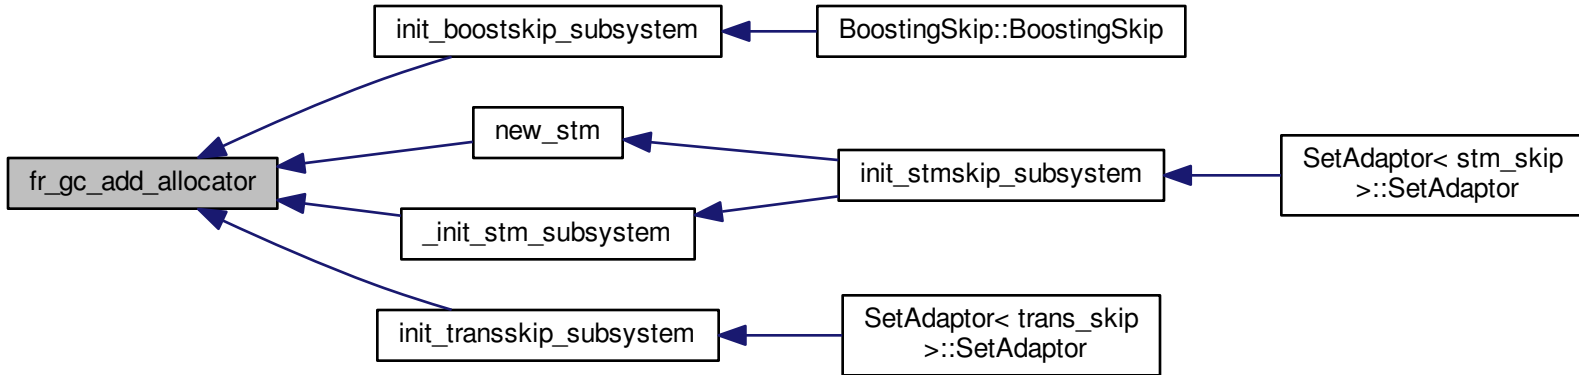 init_boostskip_subsystem
BoostingSkip::BoostingSkip
new_stm
fr_gc_add_allocator
init_stmskip_subsystem
SetAdaptor< stm_skip
>::SetAdaptor
_init_stm_subsystem
init_transskip_subsystem
SetAdaptor< trans_skip
>::SetAdaptor